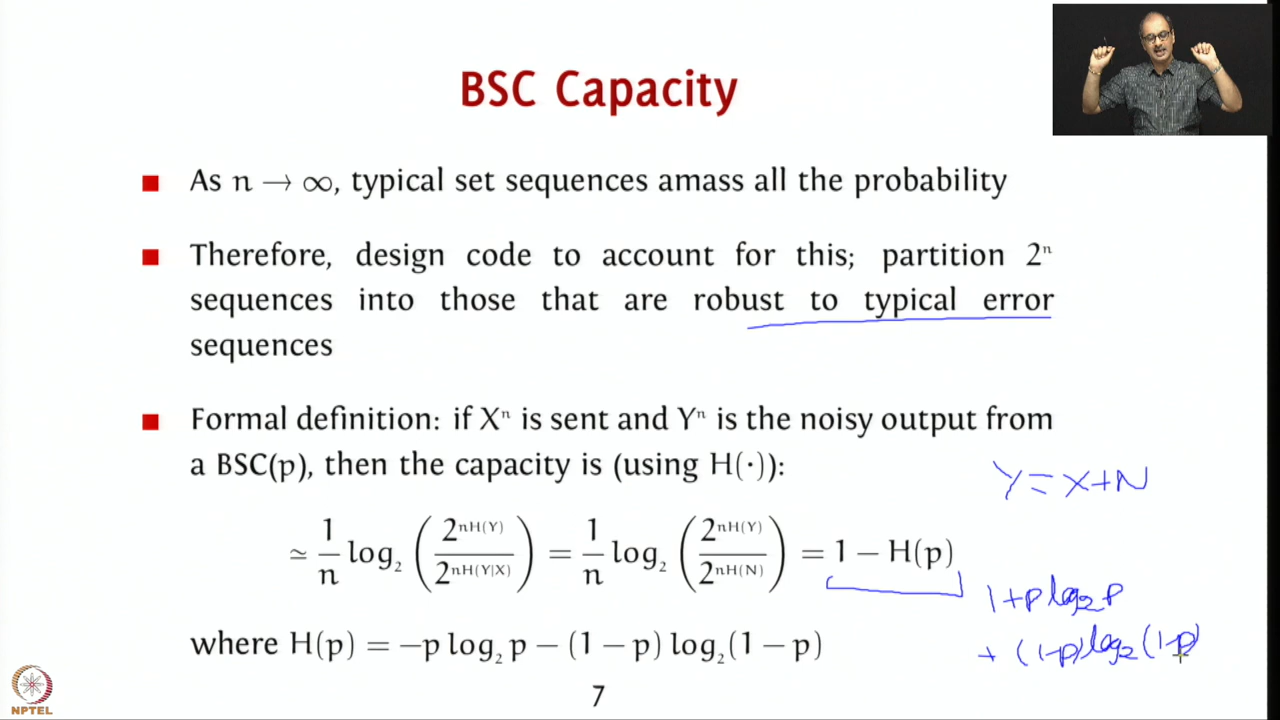 BSC Capacity
■ As n → ∞, typical set sequences amass all the probability
■ Therefore, design code to account for this; partition 2ⁿ
sequences into those that are robust to typical error
sequences
■ Formal definition: if Xⁿ is sent and Yⁿ is the noisy output from
a BSC(p), then the capacity is (using H(·)):
Y = X+N
≃ 1/n log₂ (2^{nH(Y)} / 2^{nH(Y|X)}) = 1/n log₂ (2^{nH(Y)} / 2^{nH(N)}) = 1 − H(p)
1+p log₂ p
+ (1-p) log₂ (1-p)
where H(p) = −p log₂ p − (1 − p) log₂(1 − p)
7
NPTEL